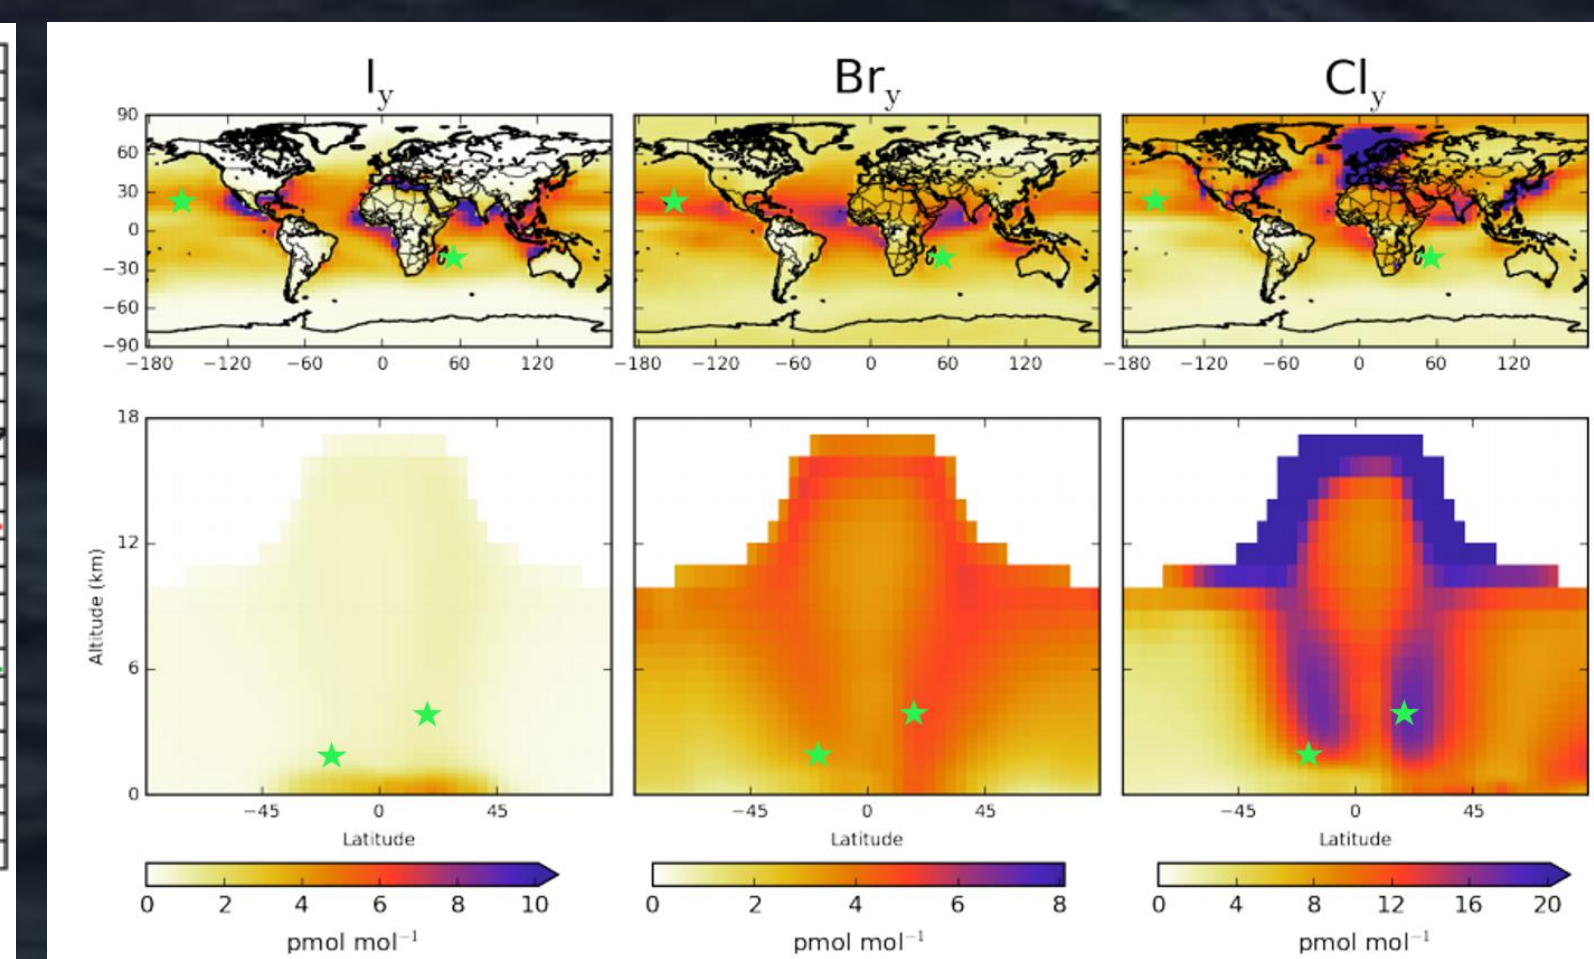 Iy Bry Cly
90
60
30
0
−30
−60
−90
−180 −120 −60 0 60 120 −180 −120 −60 0 60 120 −180 −120 −60 0 60 120
18
12
6
0
Altitude (km)
−45 0 45 −45 0 45 −45 0 45
Latitude Latitude Latitude
0 2 4 6 8 10 0 2 4 6 8 0 4 8 12 16 20
pmol mol⁻¹ pmol mol⁻¹ pmol mol⁻¹